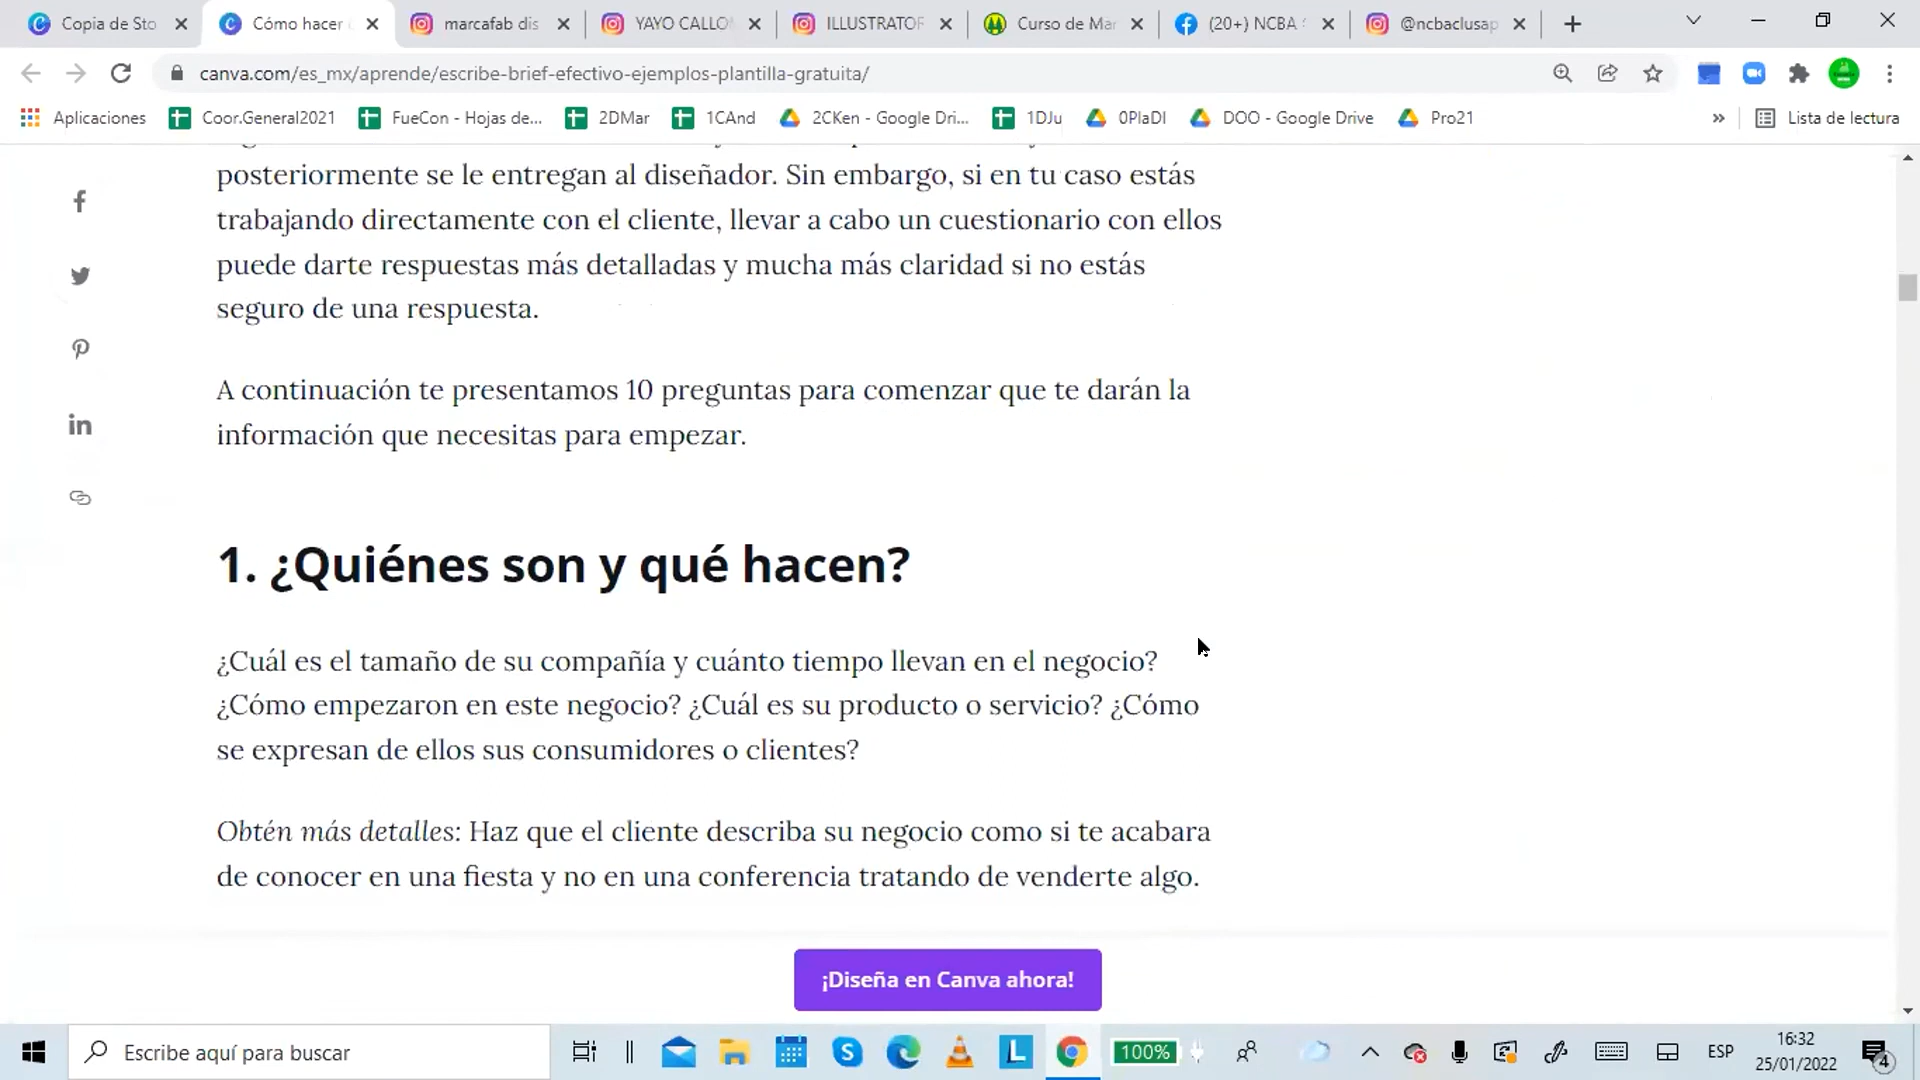 Copia de Sto
Cómo hacer
marcafab dis
YAYO CALLO
ILLUSTRATOR
Curso de Mar
(20+) NCBA
@ncbaclusap
canva.com/es_mx/aprende/escribe-brief-efectivo-ejemplos-plantilla-gratuita/
Aplicaciones
Coor.General2021
FueCon - Hojas de...
2DMar
1CAnd
2CKen - Google Dri...
1DJu
0PlaDI
DOO - Google Drive
Pro21
»
Lista de lectura
posteriormente se le entregan al diseñador. Sin embargo, si en tu caso estás
trabajando directamente con el cliente, llevar a cabo un cuestionario con ellos
puede darte respuestas más detalladas y mucha más claridad si no estás
seguro de una respuesta.
A continuación te presentamos 10 preguntas para comenzar que te darán la
información que necesitas para empezar.
1. ¿Quiénes son y qué hacen?
¿Cuál es el tamaño de su compañía y cuánto tiempo llevan en el negocio?
¿Cómo empezaron en este negocio? ¿Cuál es su producto o servicio? ¿Cómo
se expresan de ellos sus consumidores o clientes?
Obtén más detalles: Haz que el cliente describa su negocio como si te acabara
de conocer en una fiesta y no en una conferencia tratando de venderte algo.
¡Diseña en Canva ahora!
Escribe aquí para buscar
100%
ESP
16:32
25/01/2022
4